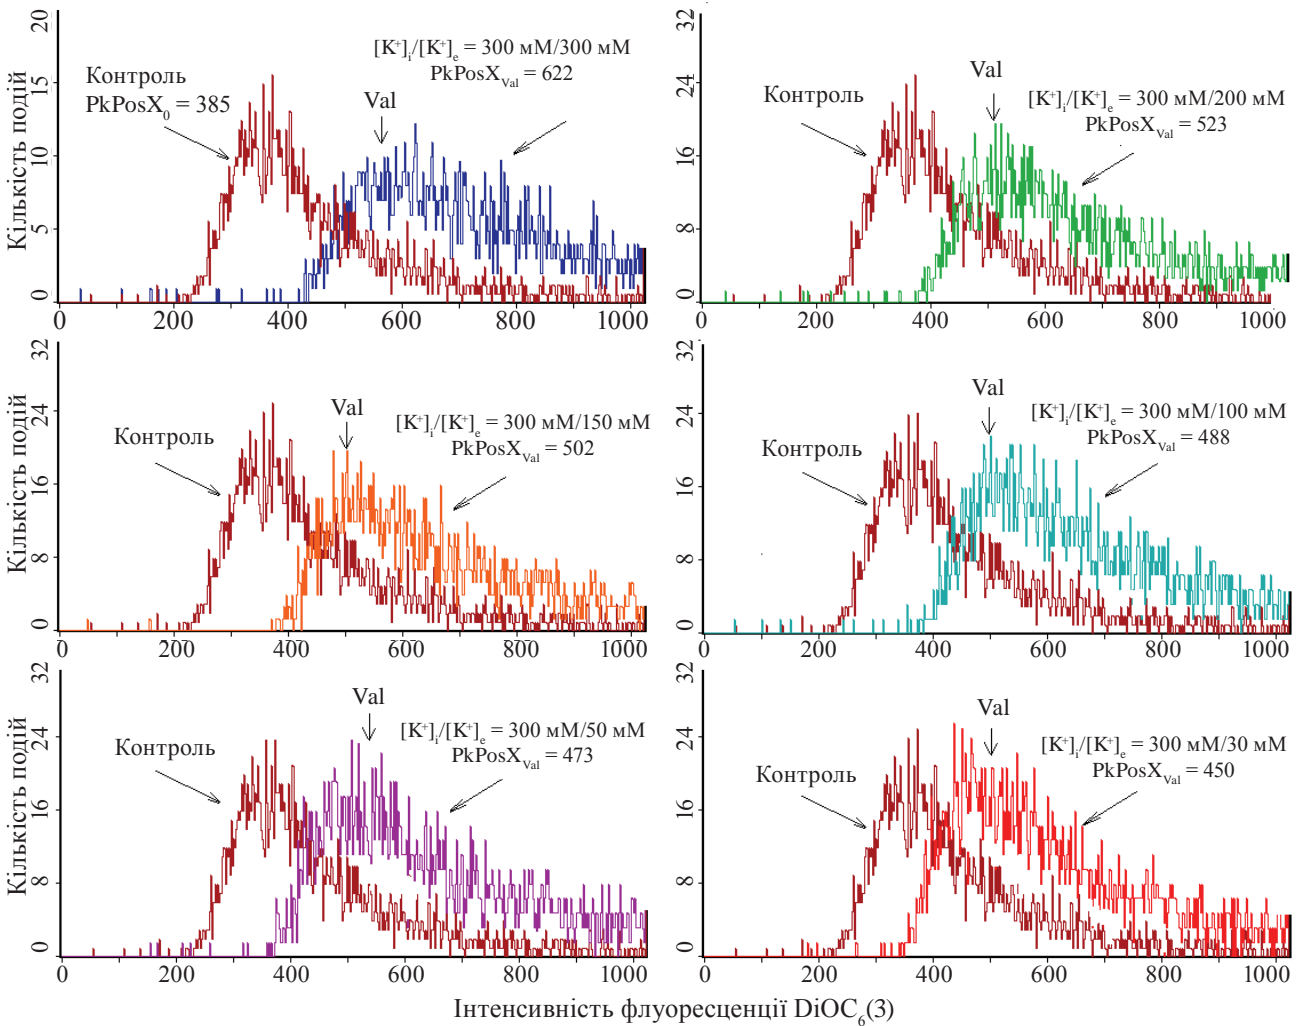 Кількість подій
20
15
10
5
0
Контроль
PkPosX₀ = 385
Val
[K⁺]ᵢ/[K⁺]ₑ = 300 мМ/300 мМ
PkPosX_Val = 622
0 200 400 600 800 1000
32
24
16
8
0
Контроль
Val
[K⁺]ᵢ/[K⁺]ₑ = 300 мМ/200 мМ
PkPosX_Val = 523
0 200 400 600 800 1000
Кількість подій
32
24
16
8
0
Контроль
Val
[K⁺]ᵢ/[K⁺]ₑ = 300 мМ/150 мМ
PkPosX_Val = 502
0 200 400 600 800 1000
32
24
16
8
0
Контроль
Val
[K⁺]ᵢ/[K⁺]ₑ = 300 мМ/100 мМ
PkPosX_Val = 488
0 200 400 600 800 1000
Кількість подій
32
24
16
8
0
Контроль
Val
[K⁺]ᵢ/[K⁺]ₑ = 300 мМ/50 мМ
PkPosX_Val = 473
0 200 400 600 800 1000
32
24
16
8
0
Контроль
Val
[K⁺]ᵢ/[K⁺]ₑ = 300 мМ/30 мМ
PkPosX_Val = 450
0 200 400 600 800 1000
Інтенсивність флуоресценції DiOC₆(3)